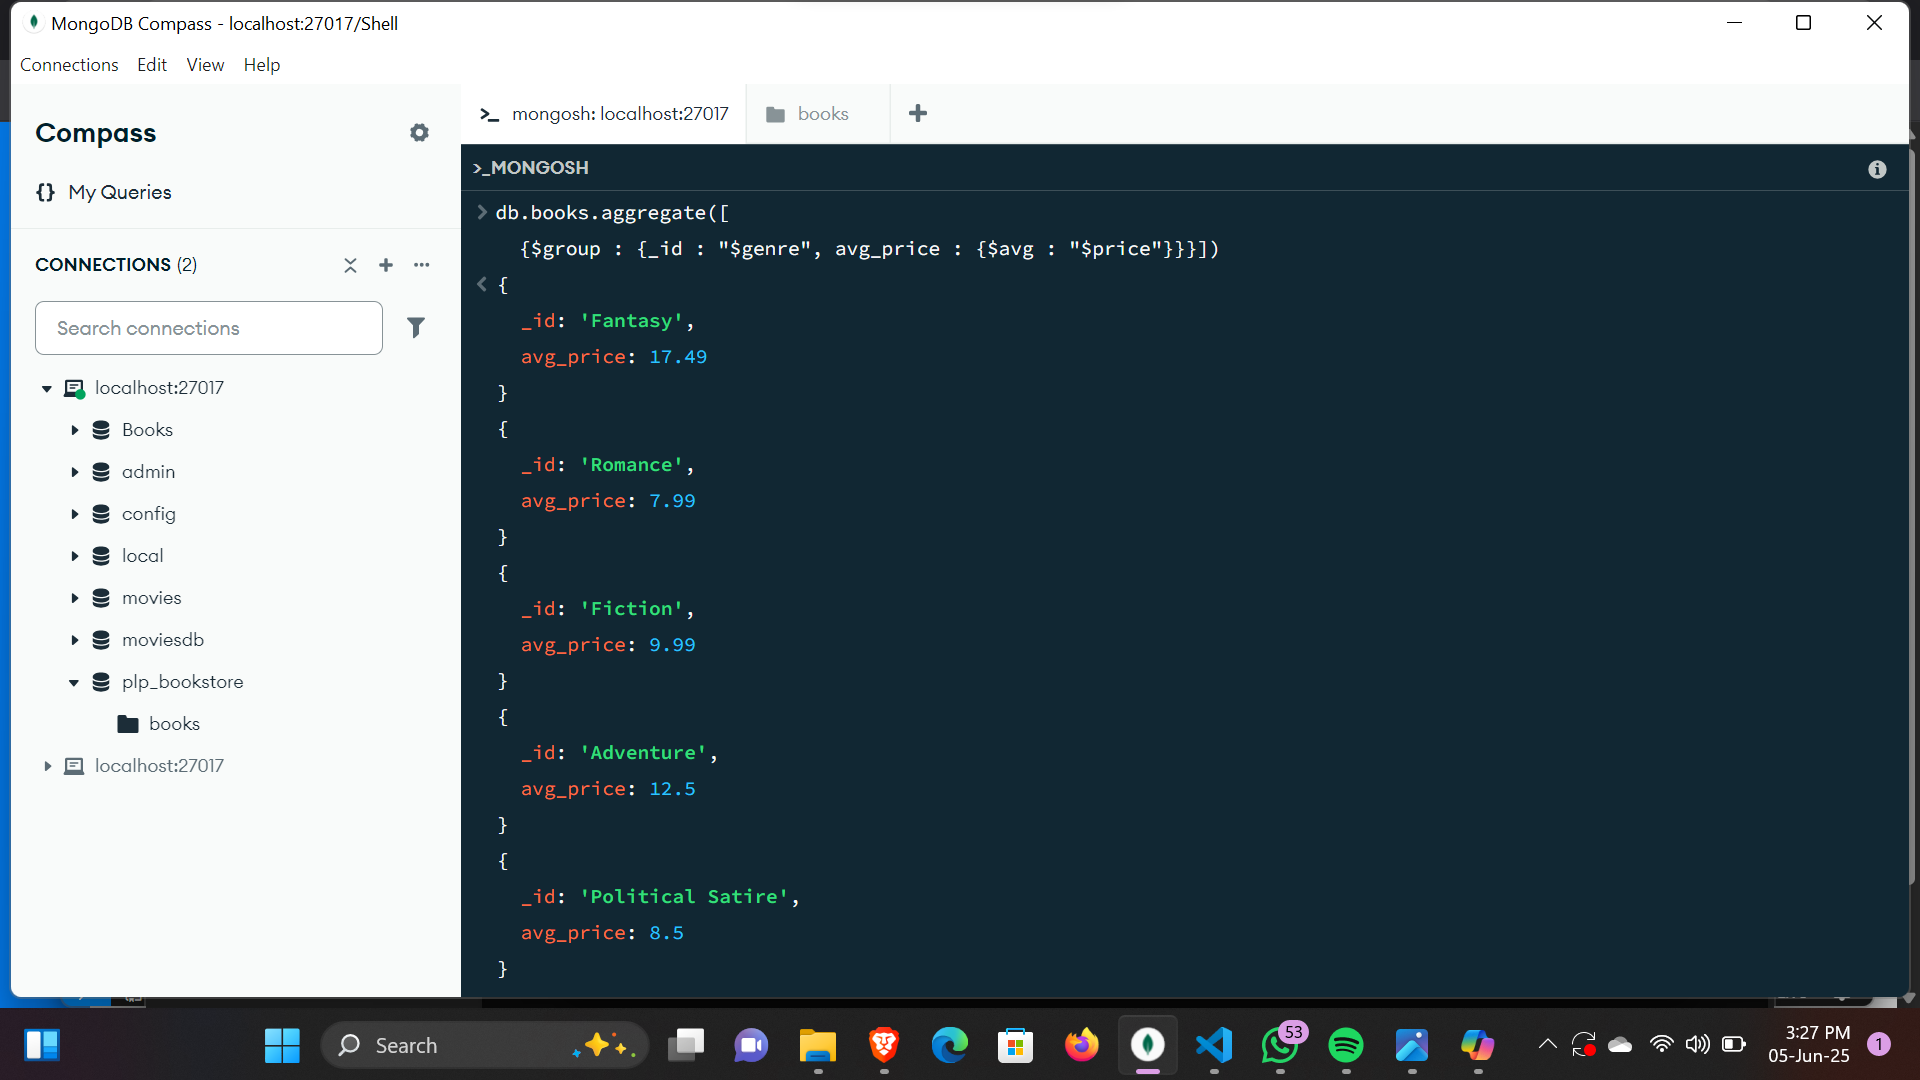 MongoDB Compass - localhost:27017/Shell
Connections Edit View Help
Compass
My Queries
CONNECTIONS (2)
Search connections
localhost:27017
Books
admin
config
local
movies
moviesdb
plp_bookstore
books
localhost:27017
>_ mongosh: localhost:27017
books
>_MONGOSH
> db.books.aggregate([
{$group : {_id : "$genre", avg_price : {$avg : "$price"}}}])
< {
_id: 'Fantasy',
avg_price: 17.49
}
{
_id: 'Romance',
avg_price: 7.99
}
{
_id: 'Fiction',
avg_price: 9.99
}
{
_id: 'Adventure',
avg_price: 12.5
}
{
_id: 'Political Satire',
avg_price: 8.5
}
Search
53
3:27 PM
05-Jun-25
1